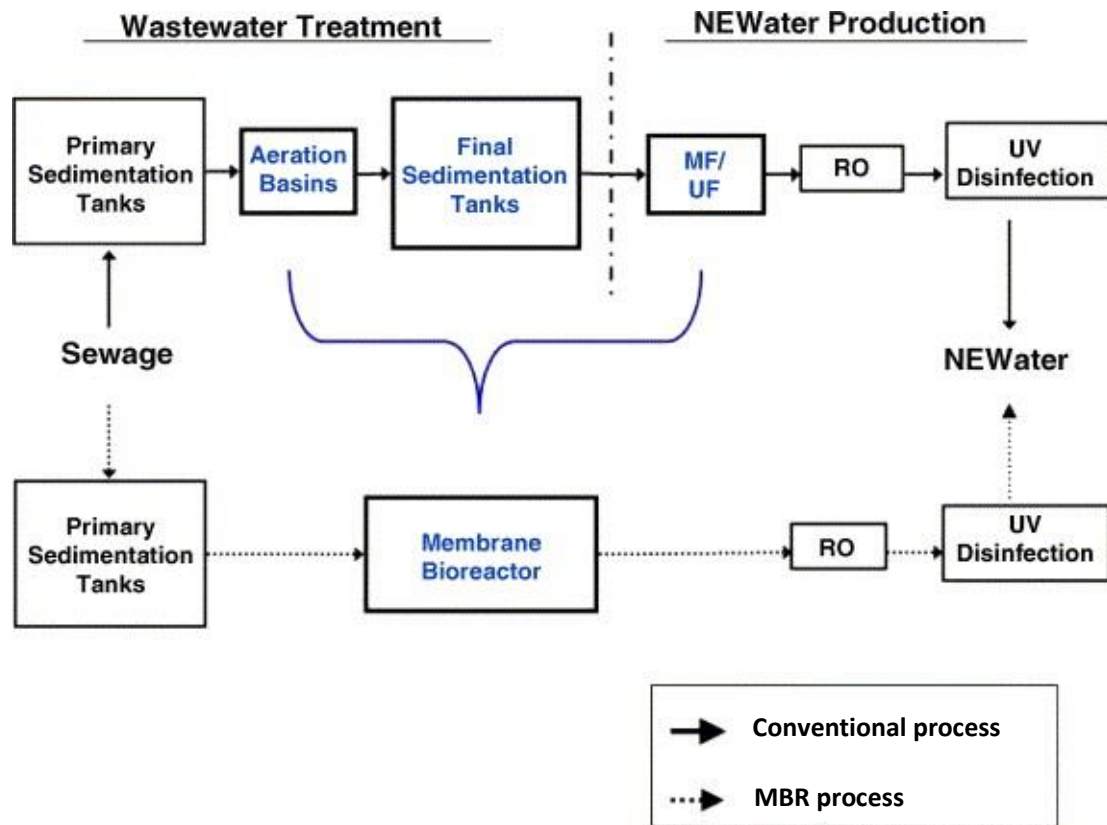 Wastewater Treatment
NEWater Production
Primary
Sedimentation
Tanks
Aeration
Basins
Final
Sedimentation
Tanks
MF/
UF
RO
UV
Disinfection
Sewage
NEWater
Primary
Sedimentation
Tanks
Membrane
Bioreactor
RO
UV
Disinfection
Conventional process
MBR process